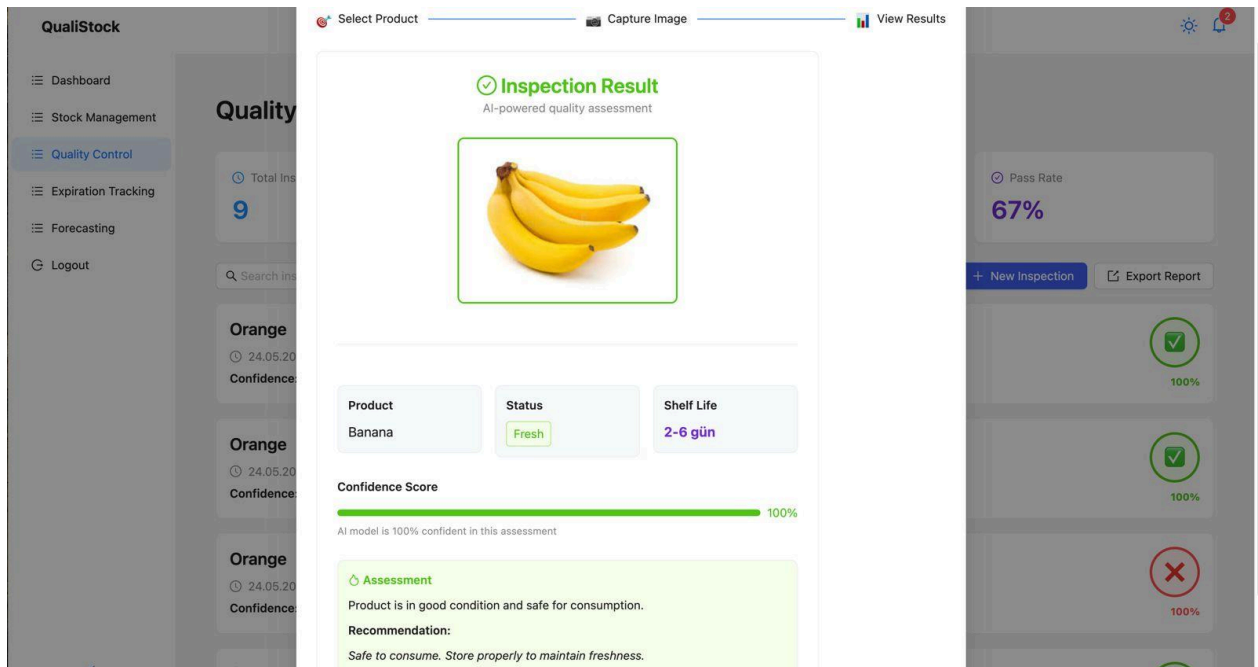 QualiStock
Dashboard
Stock Management
Quality Control
Expiration Tracking
Forecasting
Logout
2
Quality
Total Ins
9
Pass Rate
67%
Search ins
New Inspection
Export Report
Orange
24.05.20
Confidence:
100%
Orange
24.05.20
Confidence:
100%
Orange
24.05.20
Confidence:
100%
Select Product
Capture Image
View Results
Inspection Result
AI-powered quality assessment
Product
Banana
Status
Fresh
Shelf Life
2-6 gün
Confidence Score
100%
AI model is 100% confident in this assessment
Assessment
Product is in good condition and safe for consumption.
Recommendation:
Safe to consume. Store properly to maintain freshness.